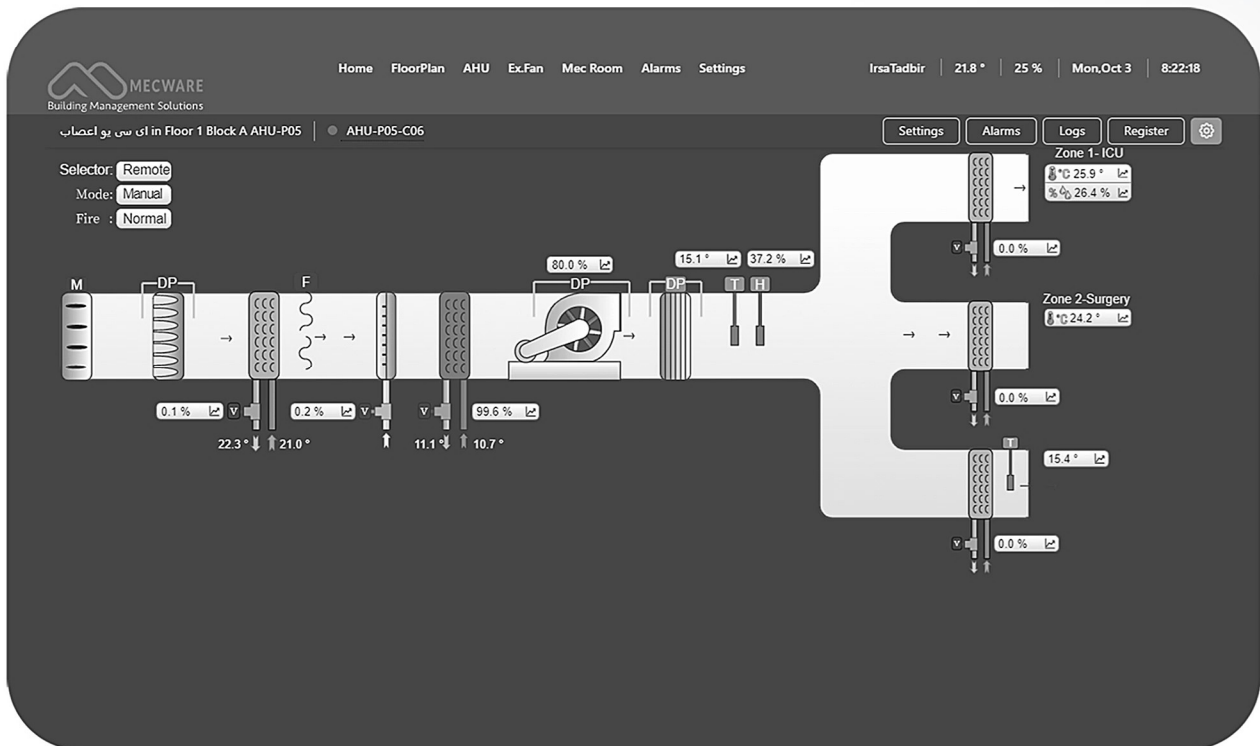 MECWARE
Building Management Solutions
Home FloorPlan AHU Ex.Fan Mec Room Alarms Settings
IrsaTadbir 21.8 ° 25 % Mon,Oct 3 8:22:18
ای سی یو اعصاب in Floor 1 Block A AHU-P05 AHU-P05-C06
Settings Alarms Logs Register
Selector: Remote
Mode: Manual
Fire : Normal
Zone 1- ICU
°C 25.9 °
% 26.4 %
V 0.0 %
80.0 %
15.1 ° 37.2 %
M DP F DP DP T H
Zone 2-Surgery
°C 24.2 °
V 0.0 %
0.1 % V 0.2 % V V 99.6 %
22.3 ° 21.0 ° 11.1 ° 10.7 °
T
15.4 °
V 0.0 %